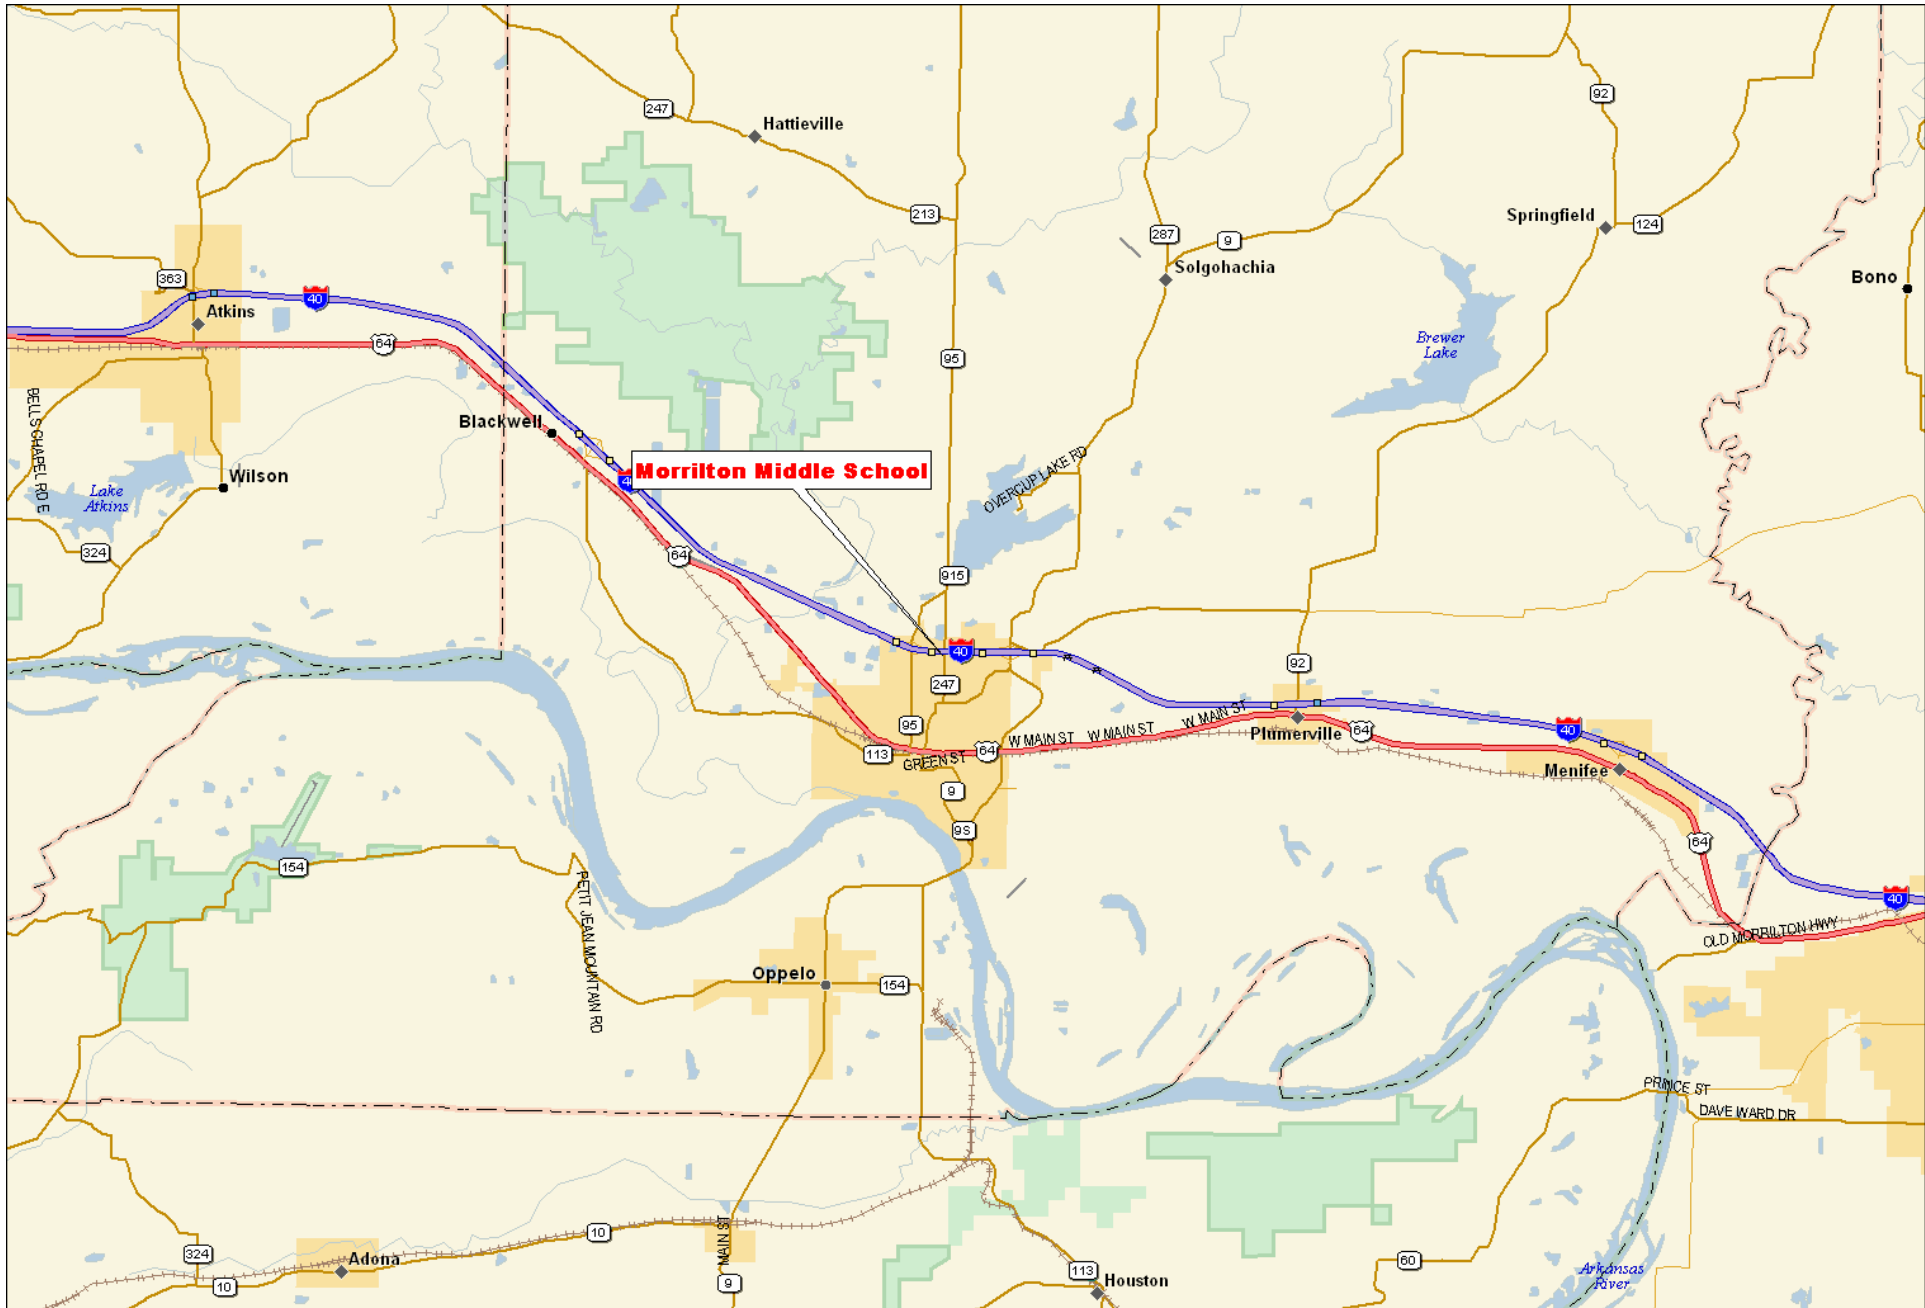 92
247
Hattieville
213
Springfield
124
287
9
Solgohachia
363
Bono
40
Atkins
64
Brewer
Lake
95
BELLS CHAPEL RD E
Blackwell
OVERCUP LAKE RD
Morrilton Middle School
Wilson
Lake
Atkins
324
64
915
40
92
247
95
W MAIN ST
W MAIN ST
W MAIN ST
Plumerville
64
40
113
GREEN ST
64
Menifee
9
9S
64
154
PETIT JEAN MOUNTAIN RD
40
OLD MORRILTON HWY
Oppelo
154
PRINCE ST
DAVE WARD DR
10
MAIN ST
324
Adona
10
9
113
Houston
60
Arkansas
River